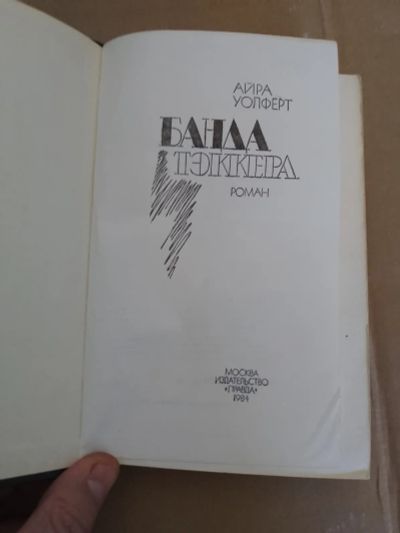 АЙРА
УОЛФЕРТ
БАНДА
ТЭККЕРА
РОМАН
МОСКВА
ИЗДАТЕЛЬСТВО
«ПРАВДА»
1984